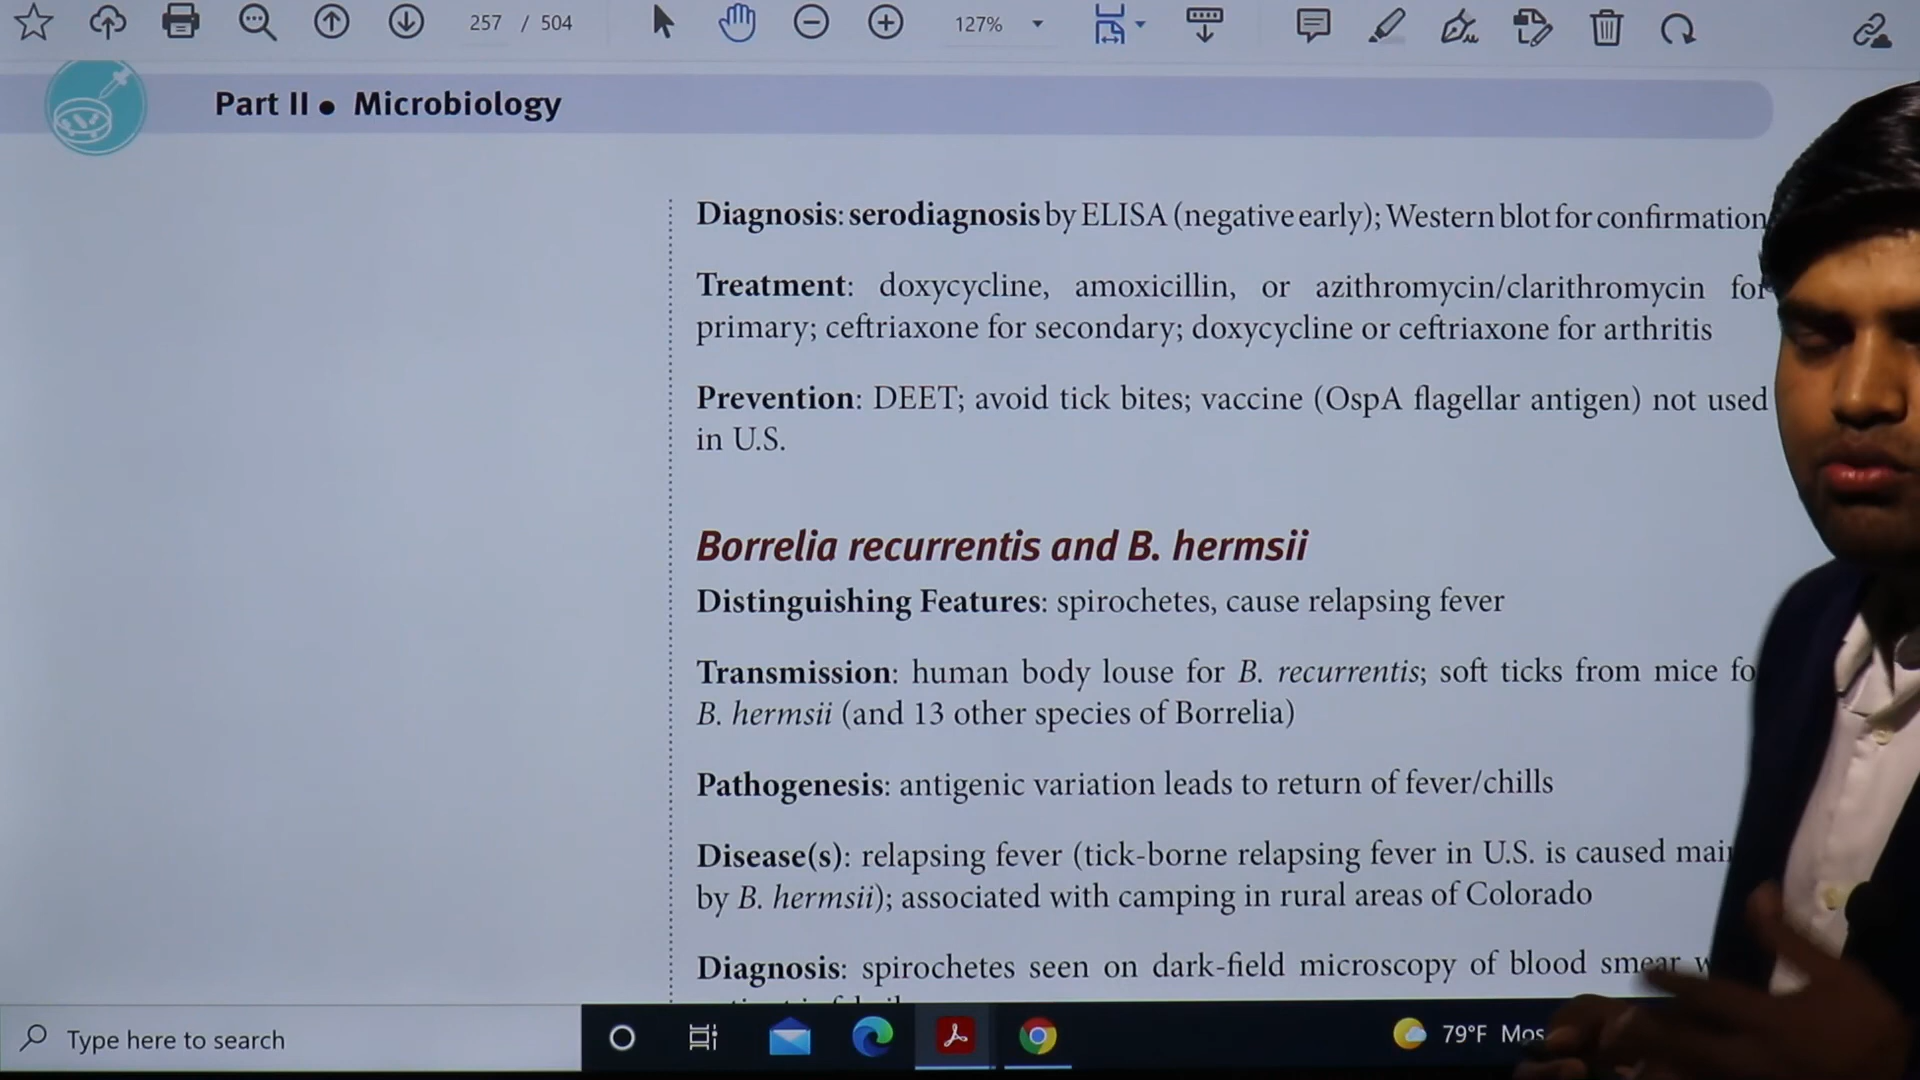 257 / 504
127%
Part II • Microbiology
Diagnosis: serodiagnosis by ELISA (negative early); Western blot for confirmation
Treatment: doxycycline, amoxicillin, or azithromycin/clarithromycin for
primary; ceftriaxone for secondary; doxycycline or ceftriaxone for arthritis
Prevention: DEET; avoid tick bites; vaccine (OspA flagellar antigen) not used
in U.S.
Borrelia recurrentis and B. hermsii
Distinguishing Features: spirochetes, cause relapsing fever
Transmission: human body louse for B. recurrentis; soft ticks from mice fo
B. hermsii (and 13 other species of Borrelia)
Pathogenesis: antigenic variation leads to return of fever/chills
Disease(s): relapsing fever (tick-borne relapsing fever in U.S. is caused mai
by B. hermsii); associated with camping in rural areas of Colorado
Diagnosis: spirochetes seen on dark-field microscopy of blood smear w
Type here to search
79°F Mos